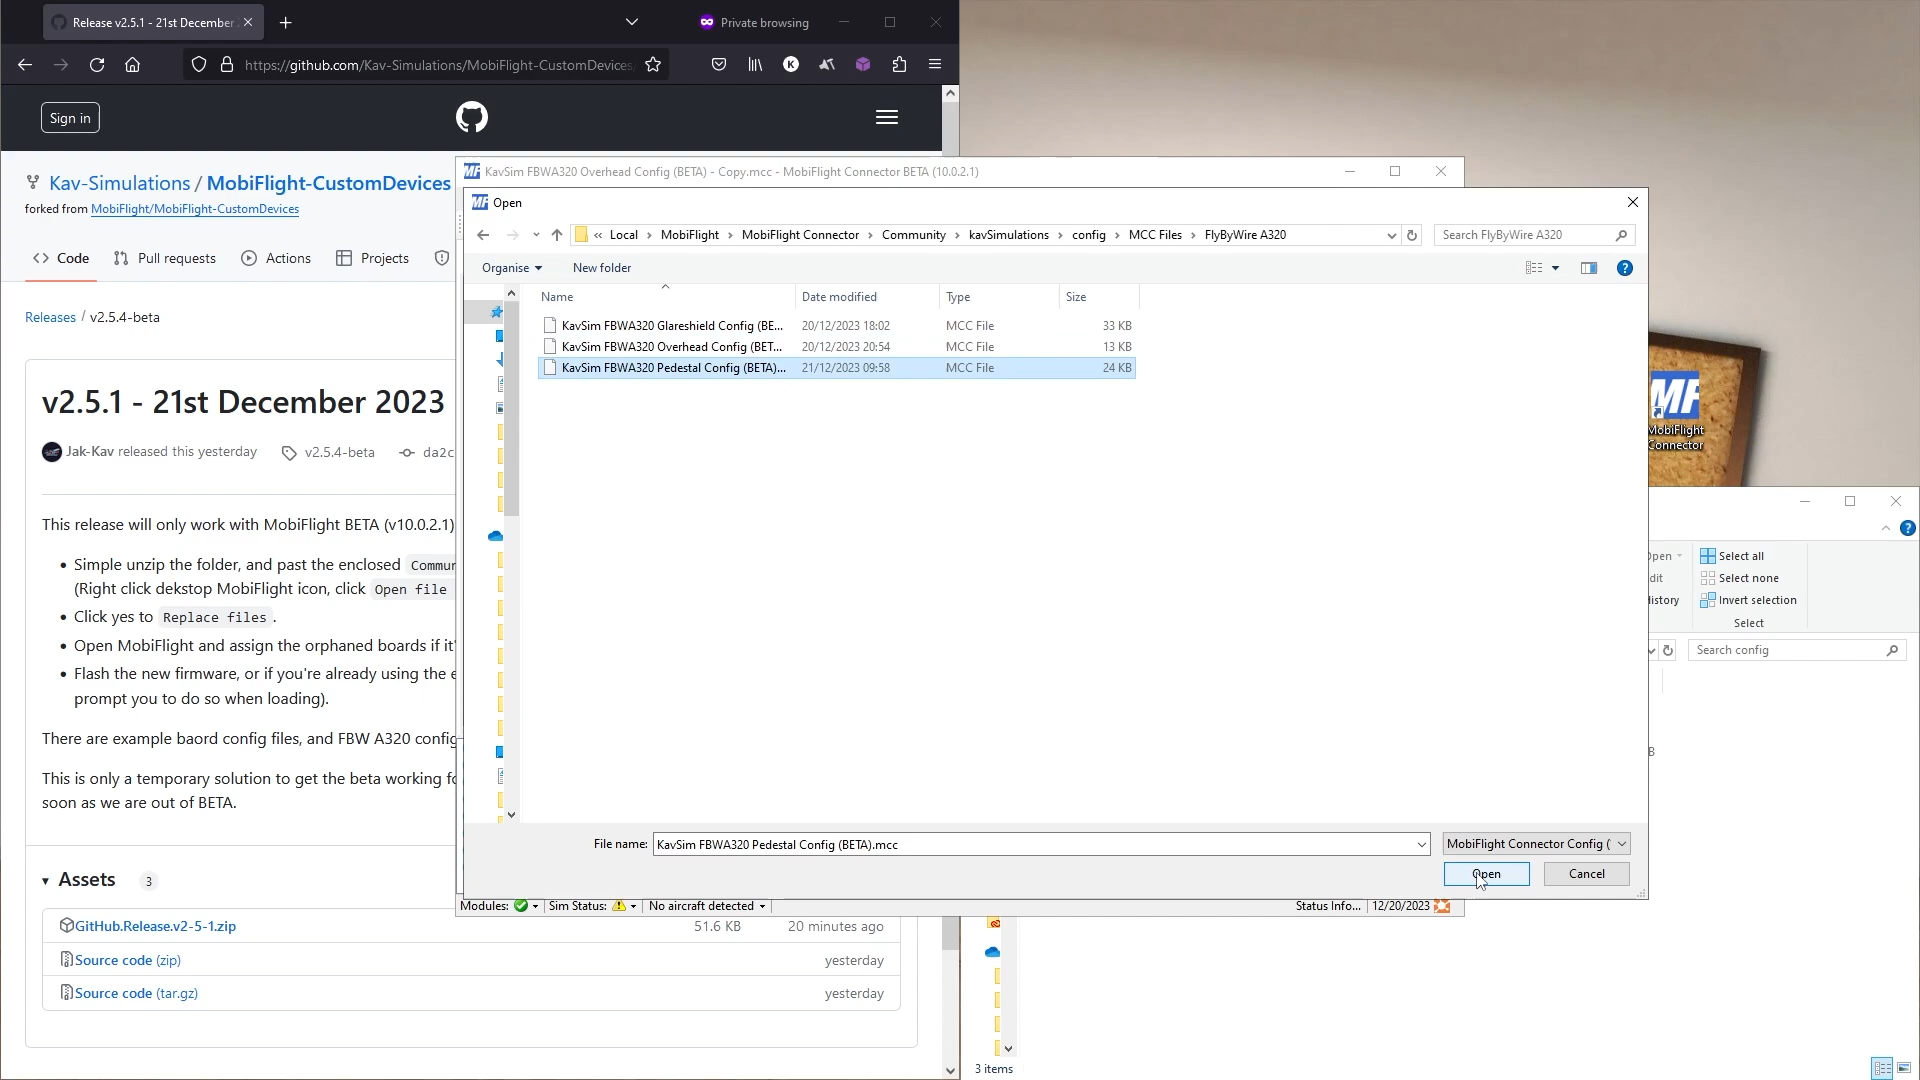 Release v2.5.1 - 21st December
Private browsing
https://github.com/Kav-Simulations/MobiFlight-CustomDevices,
K
Sign in
Kav-Simulations / MobiFlight-CustomDevices
forked from MobiFlight/MobiFlight-CustomDevices
Code
Pull requests
Actions
Projects
Releases / v2.5.4-beta
v2.5.1 - 21st December 2023
Jak-Kav released this yesterday
v2.5.4-beta
da2c
This release will only work with MobiFlight BETA (v10.0.2.1)
Simple unzip the folder, and past the enclosed Commun
(Right click dekstop MobiFlight icon, click Open file
Click yes to Replace files.
Open MobiFlight and assign the orphaned boards if it'
Flash the new firmware, or if you're already using the e
prompt you to do so when loading).
There are example baord config files, and FBW A320 config
This is only a temporary solution to get the beta working fo
soon as we are out of BETA.
Assets 3
GitHub.Release.v2-5-1.zip 51.6 KB 20 minutes ago
Source code (zip) yesterday
Source code (tar.gz) yesterday
MF KavSim FBWA320 Overhead Config (BETA) - Copy.mcc - MobiFlight Connector BETA (10.0.2.1)
MF Open
« Local > MobiFlight > MobiFlight Connector > Community > kavSimulations > config > MCC Files > FlyByWire A320
Search FlyByWire A320
Organise
New folder
?
Name Date modified Type Size
KavSim FBWA320 Glareshield Config (BE... 20/12/2023 18:02 MCC File 33 KB
KavSim FBWA320 Overhead Config (BET... 20/12/2023 20:54 MCC File 13 KB
KavSim FBWA320 Pedestal Config (BETA)... 21/12/2023 09:58 MCC File 24 KB
File name: KavSim FBWA320 Pedestal Config (BETA).mcc
MobiFlight Connector Config (
Open
Cancel
Modules:
Sim Status:
No aircraft detected
Status Info...
12/20/2023
MF
MobiFlight
Connector
?
Open
dit
History
Select all
Select none
Invert selection
Select
Search config
B
3 items